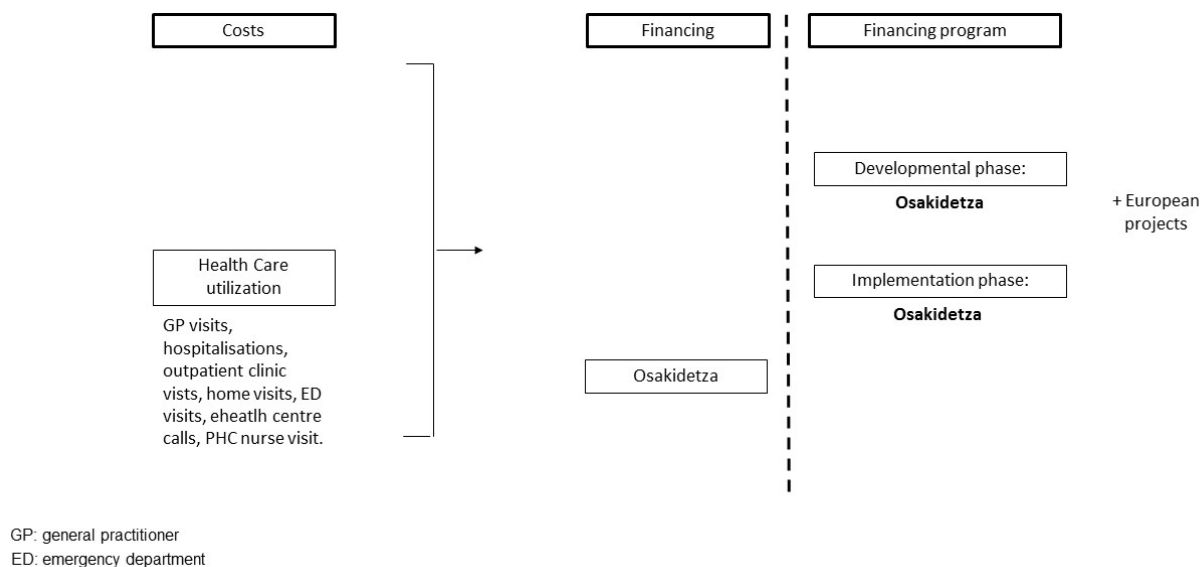 Costs
Financing
Financing program
Developmental phase:
Osakidetza
+ European
projects
Health Care
utilization
Implementation phase:
Osakidetza
GP visits,
hospitalisations,
outpatient clinic
vists, home visits, ED
visits, eheatlh centre
calls, PHC nurse visit.
Osakidetza
GP: general practitioner
ED: emergency department